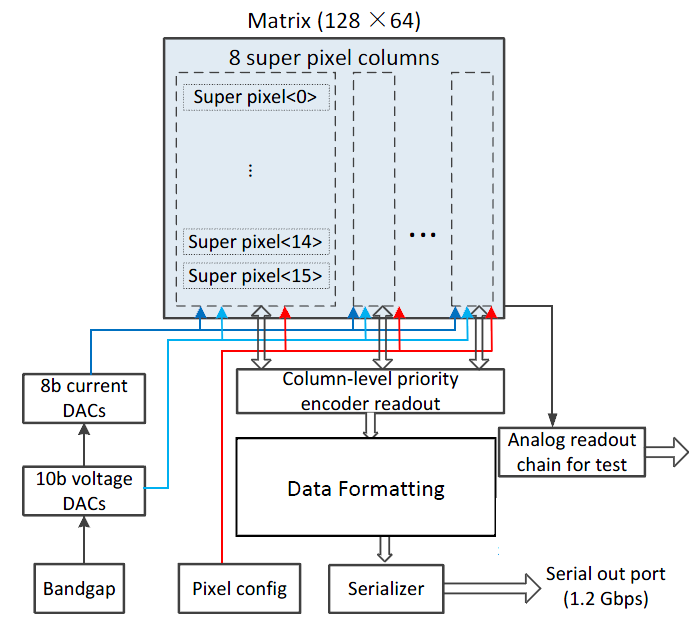 Matrix (128 ×64)
8 super pixel columns
Super pixel<0>
⋮
Super pixel<14>
...
Super pixel<15>
8b current
DACs
Column-level priority
encoder readout
Analog readout
chain for test
10b voltage
DACs
Data Formatting
Bandgap
Pixel config
Serializer
Serial out port
(1.2 Gbps)